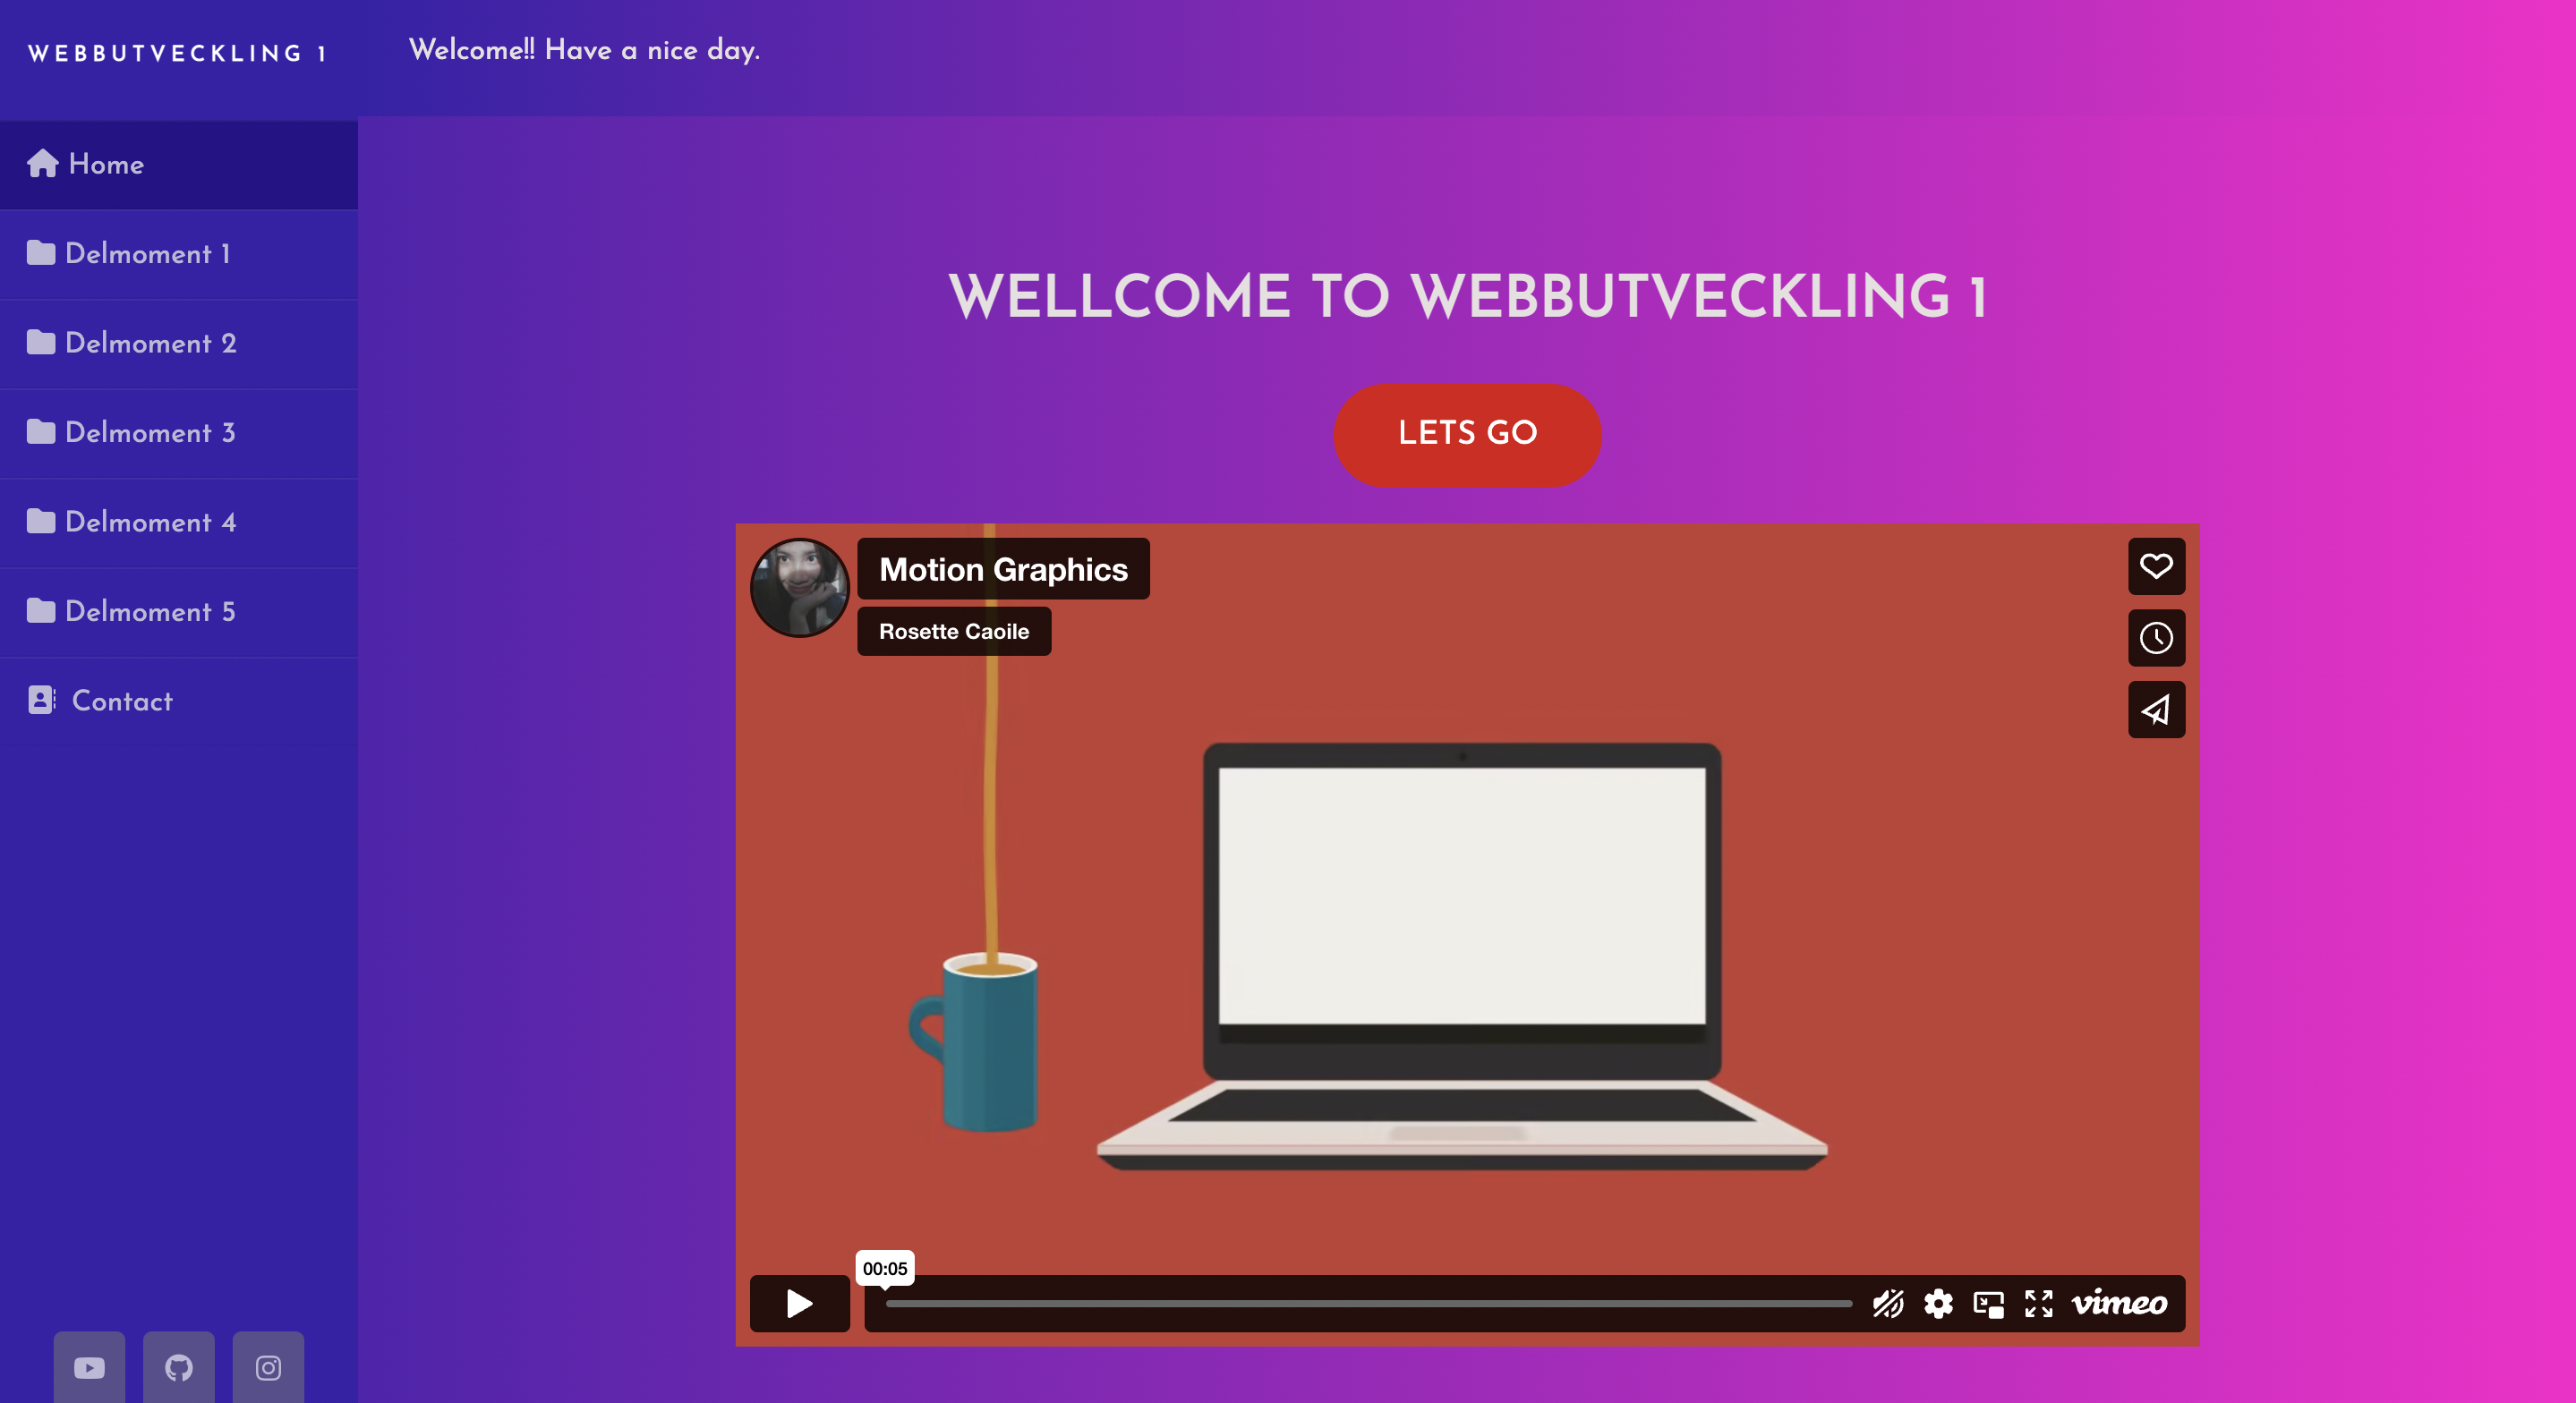 WEBBUTVECKLING 1
Welcome!! Have a nice day.
Home
Delmoment 1
Delmoment 2
Delmoment 3
Delmoment 4
Delmoment 5
Contact
WELLCOME TO WEBBUTVECKLING 1
LETS GO
Motion Graphics
Rosette Caoile
00:05
vimeo